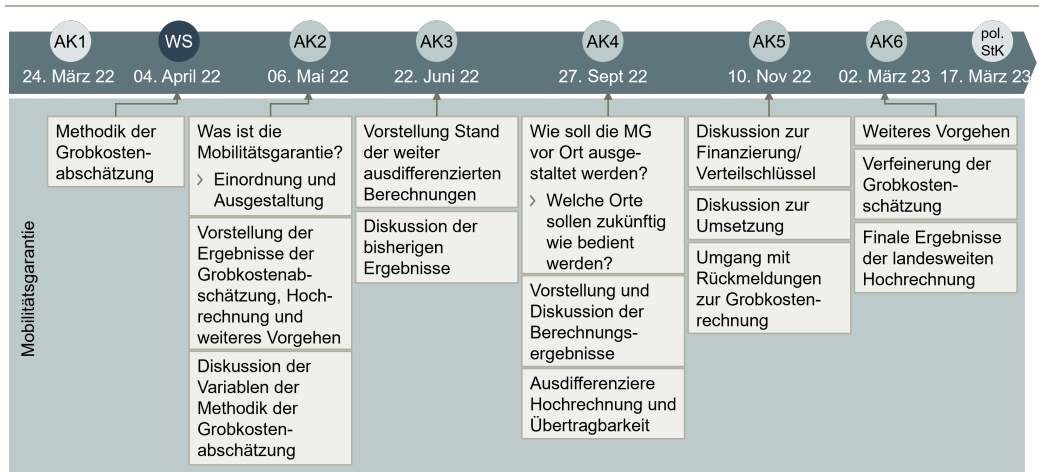 AK1
WS
AK2
AK3
AK4
AK5
AK6
pol.
StK
24. März 22
04. April 22
06. Mai 22
22. Juni 22
27. Sept 22
10. Nov 22
02. März 23
17. März 23
Mobilitätsgarantie
Methodik der
Grobkosten-
abschätzung
Was ist die
Mobilitätsgarantie?
> Einordnung und
Ausgestaltung
Vorstellung der
Ergebnisse der
Grobkostenab-
schätzung, Hoch-
rechnung und
weiteres Vorgehen
Diskussion der
Variablen der
Methodik der
Grobkosten-
abschätzung
Vorstellung Stand
der weiter
ausdifferenzierten
Berechnungen
Diskussion der
bisherigen
Ergebnisse
Wie soll die MG
vor Ort ausge-
staltet werden?
> Welche Orte
sollen zukünftig
wie bedient
werden?
Vorstellung und
Diskussion der
Berechnungs-
ergebnisse
Ausdifferenziere
Hochrechnung und
Übertragbarkeit
Diskussion zur
Finanzierung/
Verteilschlüssel
Diskussion zur
Umsetzung
Umgang mit
Rückmeldungen
zur Grobkosten-
rechnung
Weiteres Vorgehen
Verfeinerung der
Grobkosten-
schätzung
Finale Ergebnisse
der landesweiten
Hochrechnung